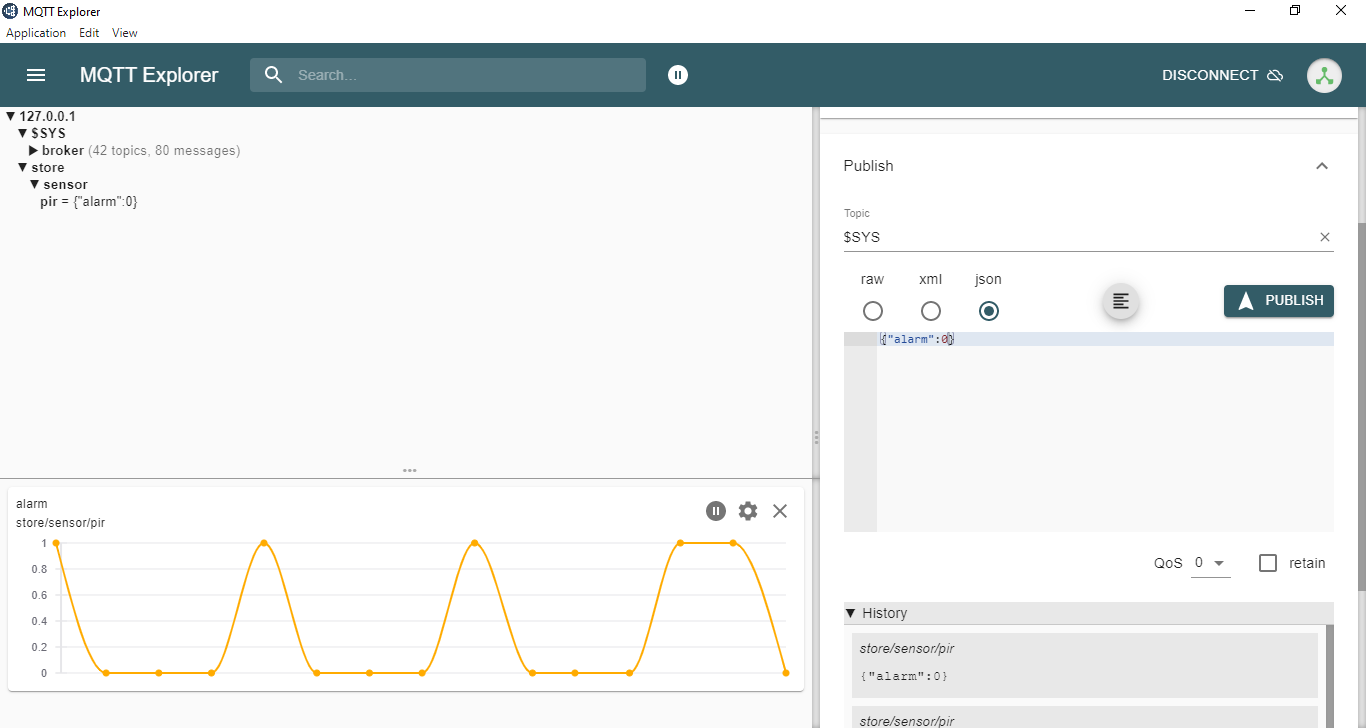 MQTT Explorer
Application Edit View
MQTT Explorer
Search...
DISCONNECT
▼ 127.0.0.1
▼ $SYS
▶ broker (42 topics, 80 messages)
▼ store
▼ sensor
pir = {"alarm":0}
alarm
store/sensor/pir
1
0.8
0.6
0.4
0.2
0
Publish
Topic
$SYS
raw xml json
PUBLISH
{"alarm":0}
QoS 0 retain
▼ History
store/sensor/pir
{"alarm":0}
store/sensor/pir